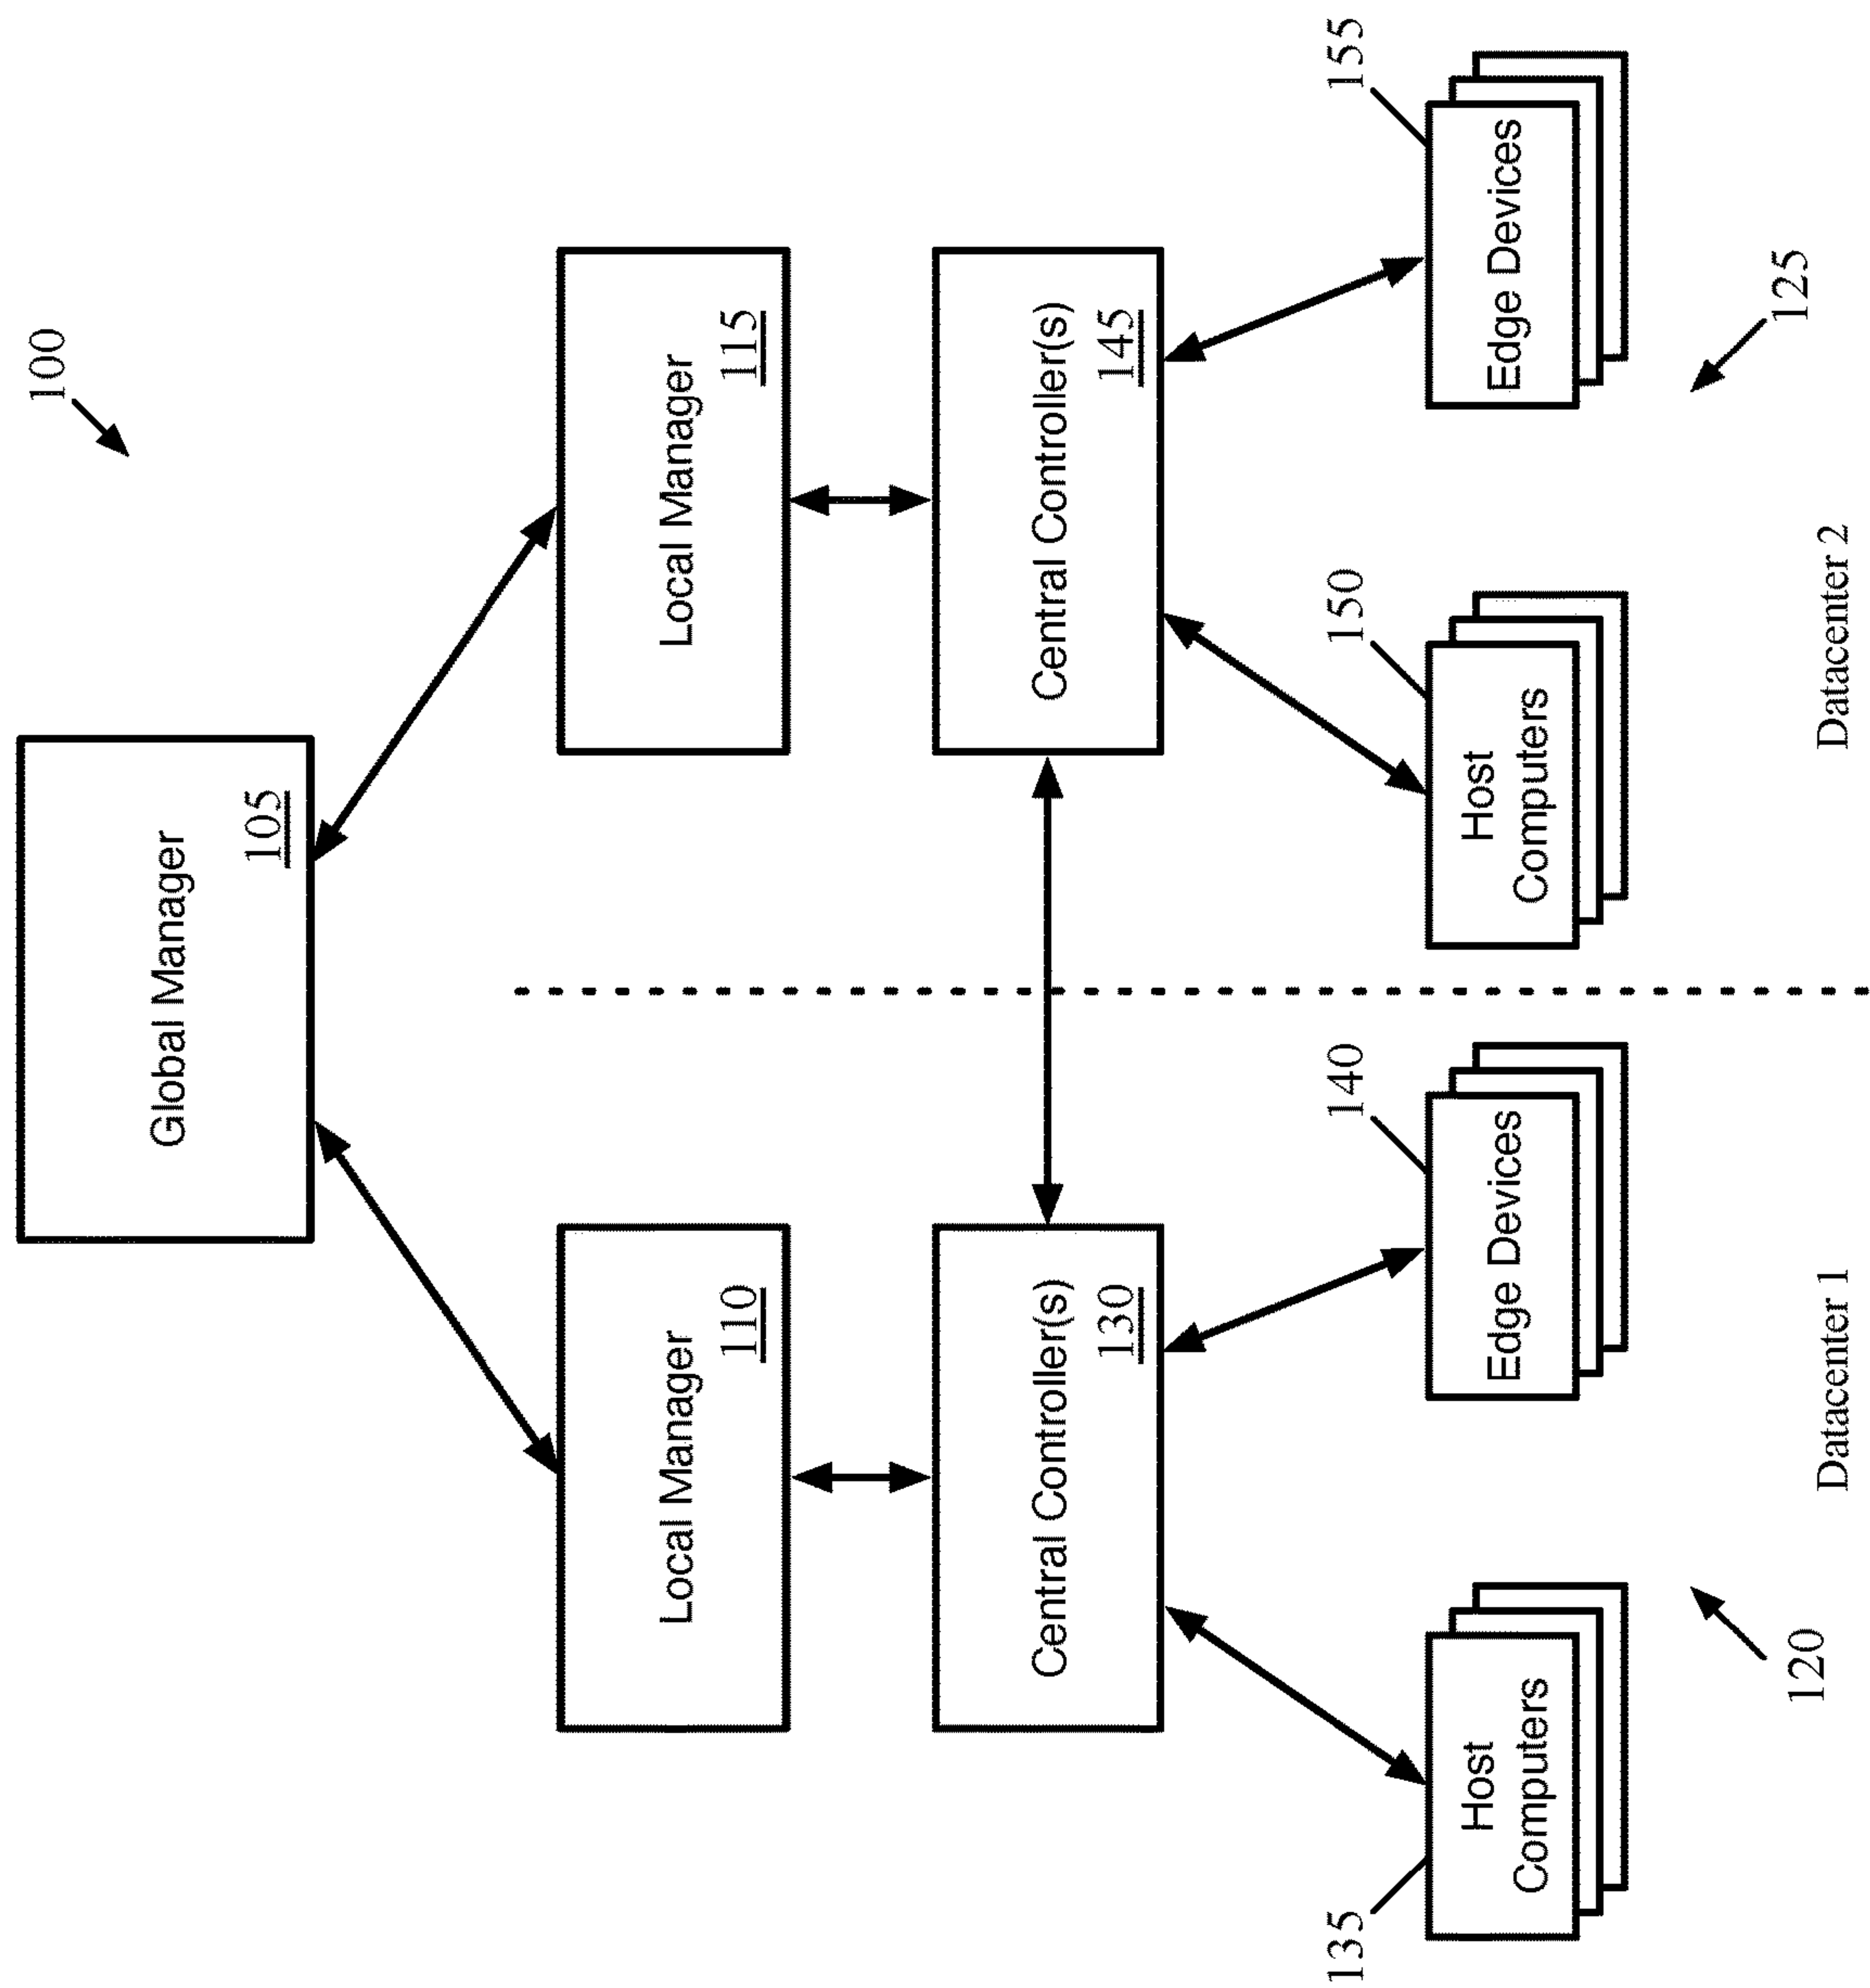 100
Global Manager
105
Local Manager
110
Local Manager
115
Central Controller(s)
130
Central Controller(s)
145
135
Host
Computers
140
Edge Devices
150
Host
Computers
155
Edge Devices
120
125
Datacenter 1
Datacenter 2